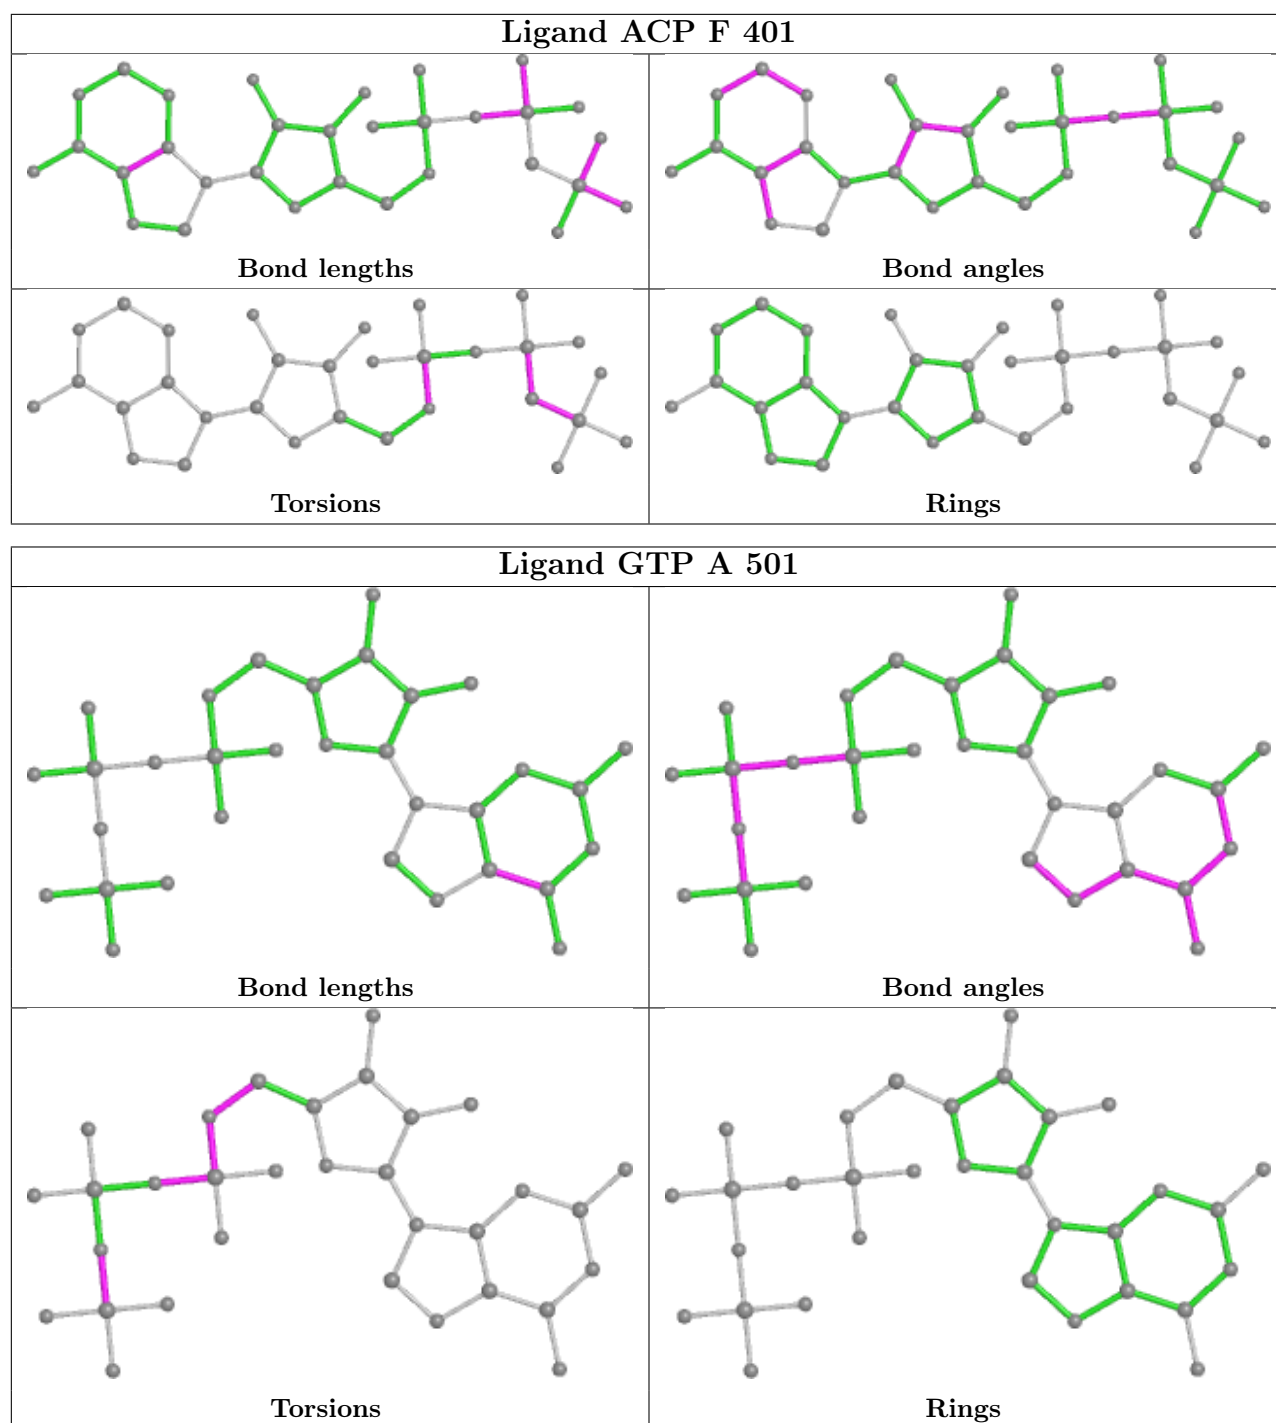 Ligand ACP F 401
Bond lengths
Bond angles
Torsions
Rings
Ligand GTP A 501
Bond lengths
Bond angles
Torsions
Rings